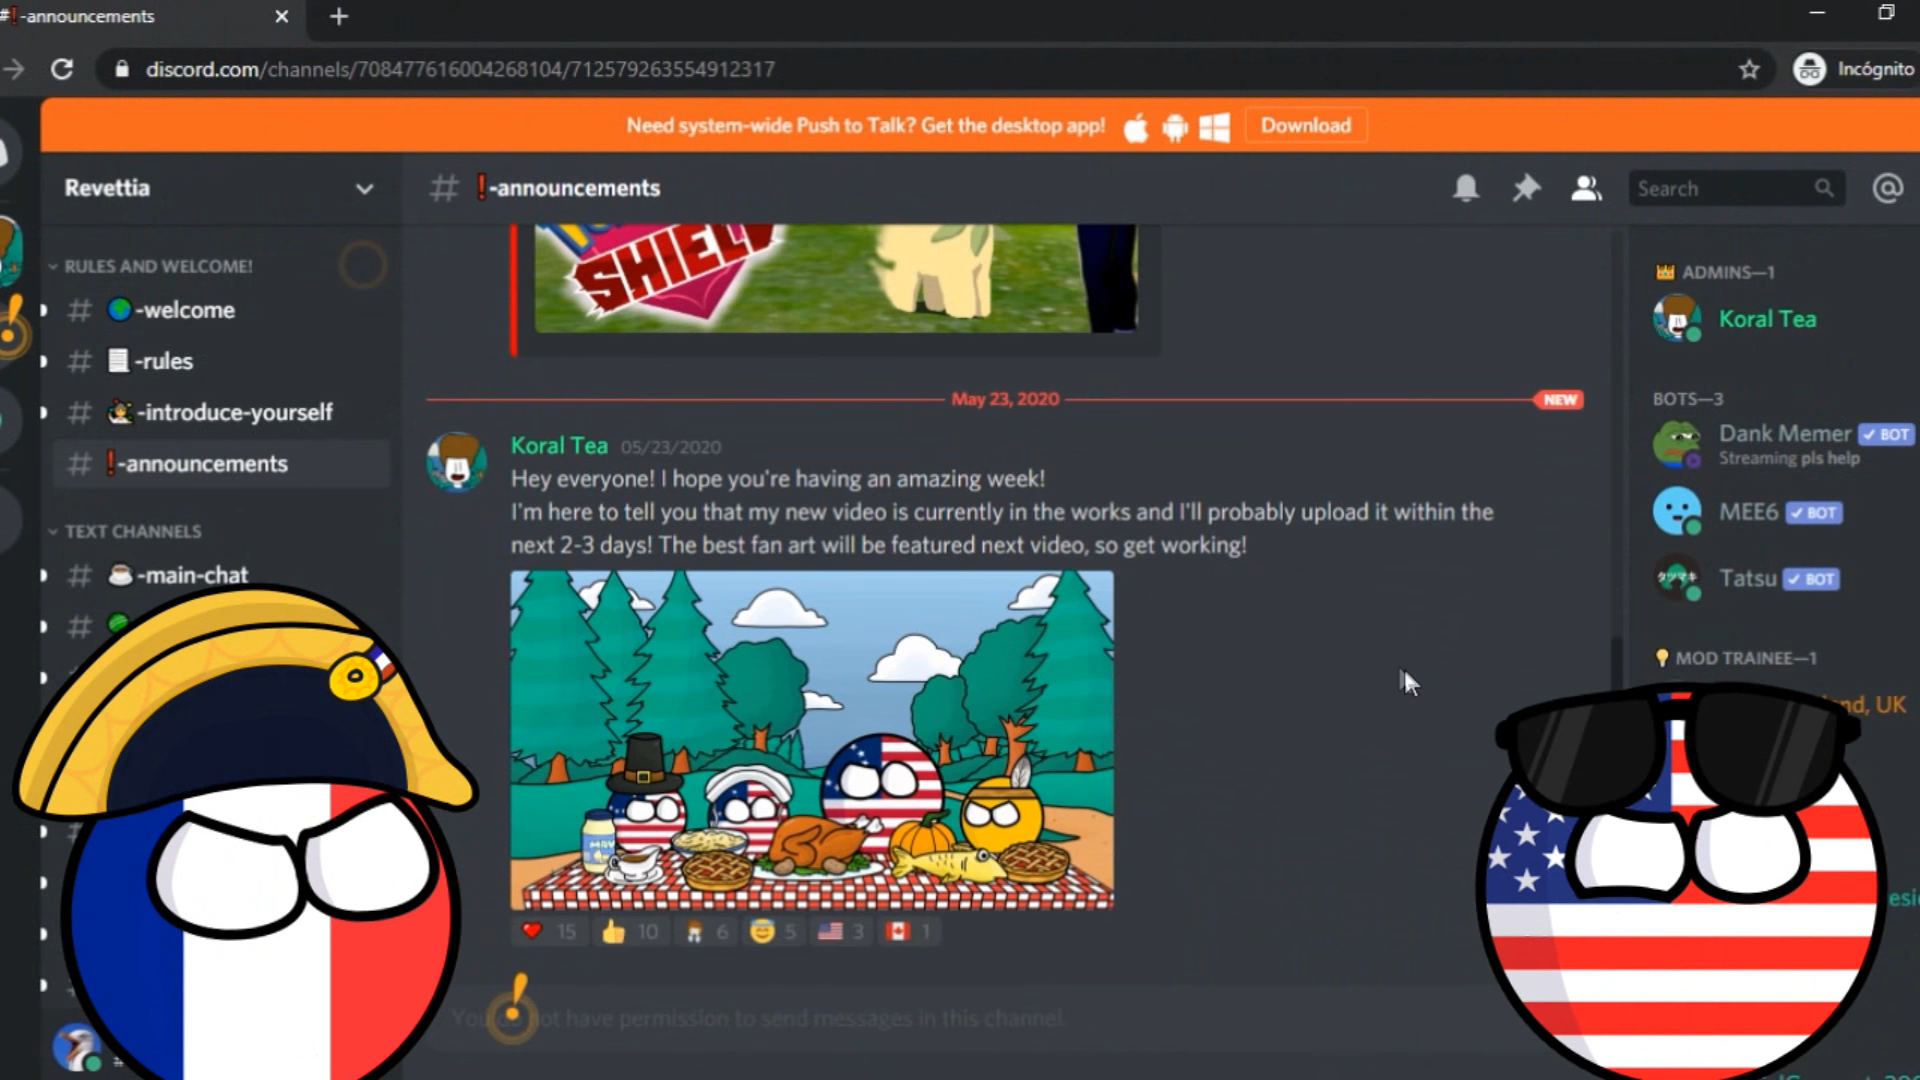 #❗-announcements
discord.com/channels/708477616004268104/712579263554912317
Incógnito
Need system-wide Push to Talk? Get the desktop app!
Download
Revettia
# ❗-announcements
Search
RULES AND WELCOME!
# -welcome
# -rules
# -introduce-yourself
# ❗-announcements
TEXT CHANNELS
# -main-chat
#
SHIELD
May 23, 2020
NEW
Koral Tea 05/23/2020
Hey everyone! I hope you're having an amazing week!
I'm here to tell you that my new video is currently in the works and I'll probably upload it within the
next 2-3 days! The best fan art will be featured next video, so get working!
15
10
6
5
3
1
You do not have permission to send messages in this channel.
ADMINS—1
Koral Tea
BOTS—3
Dank Memer ✓ BOT
Streaming pls help
MEE6 ✓ BOT
Tatsu ✓ BOT
MOD TRAINEE—1
nd, UK